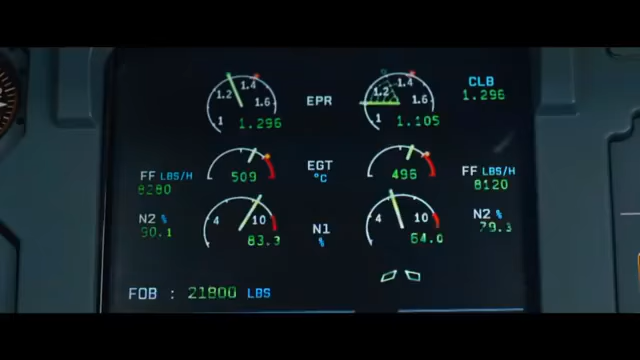 1.2 1.4 1.6 1 1.296
EPR
1.2 1.4 1.6 1 1.105
CLB
1.296
FF LBS/H
8280
509
EGT
°C
496
FF LBS/H
8120
N2 %
90.1
4 10
83.3
N1
%
4 10
64.0
N2 %
79.3
FOB : 21800 LBS